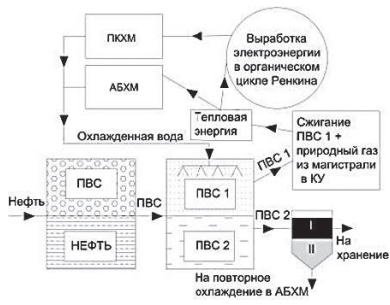 ПКХМ
Выработка
электроэнергии
в органическом
цикле Ренкина
АБХМ
Тепловая
энергия
Охлажденная вода
Сжигание
ПВС 1 +
природный газ
из магистрали
в КУ
ПВС 1
ПВС
ПВС 1
Нефть
ПВС
ПВС 2
НЕФТЬ
ПВС 2
I
II
На
хранение
На повторное
охлаждение в АБХМ